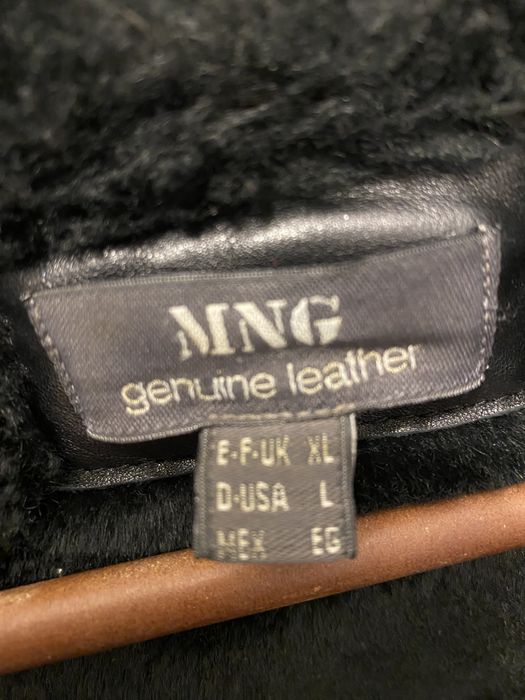 MNG
genuine leather
E·F·UK XL
D·USA L
MEX EG